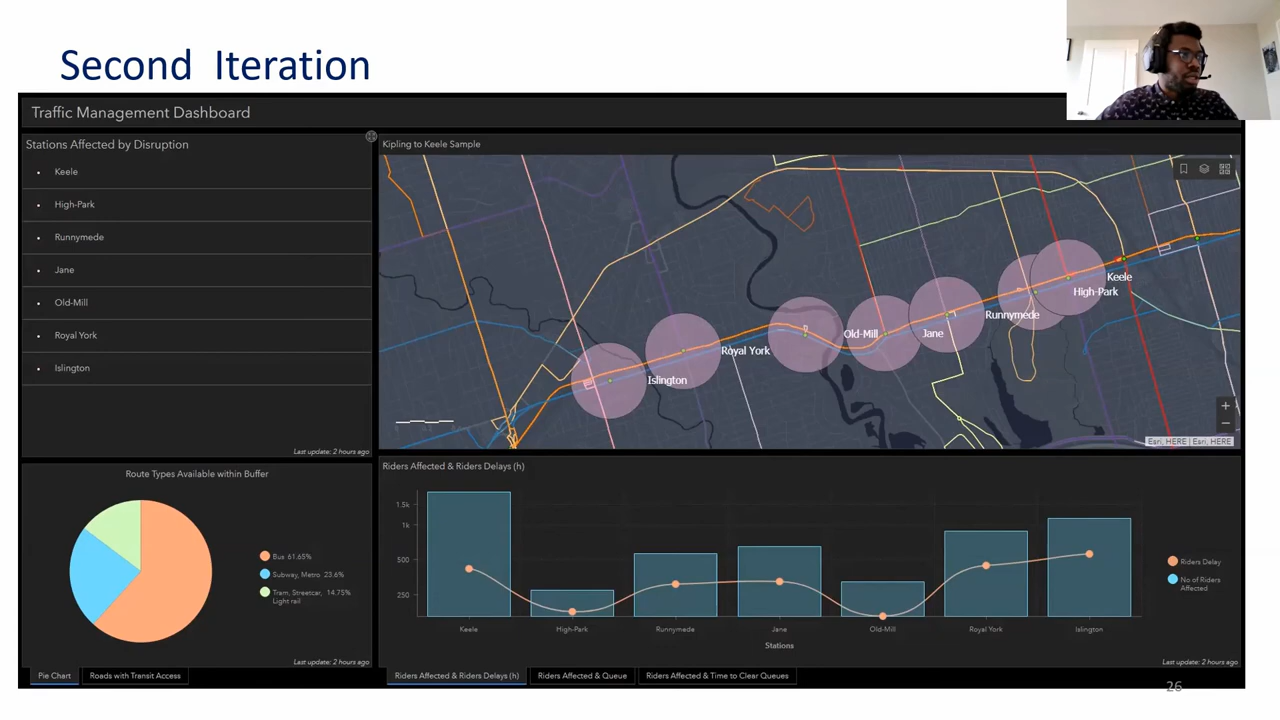 Second Iteration
Traffic Management Dashboard
Stations Affected by Disruption
Keele
High-Park
Runnymede
Jane
Old-Mill
Royal York
Islington
Last update: 2 hours ago
Kipling to Keele Sample
Keele
High-Park
Runnymede
Jane
Old-Mill
Royal York
Islington
+
−
Esri, HERE | Esri, HERE
Route Types Available within Buffer
Bus 61.65%
Subway, Metro 23.6%
Tram, Streetcar, 14.75%
Light rail
Last update: 2 hours ago
Pie Chart
Roads with Transit Access
Riders Affected & Riders Delays (h)
1.5k
1k
500
250
Keele
High-Park
Runnymede
Jane
Old-Mill
Royal York
Islington
Stations
Riders Delay
No of Riders
Affected
Last update: 2 hours ago
Riders Affected & Riders Delays (h)
Riders Affected & Queue
Riders Affected & Time to Clear Queues
26